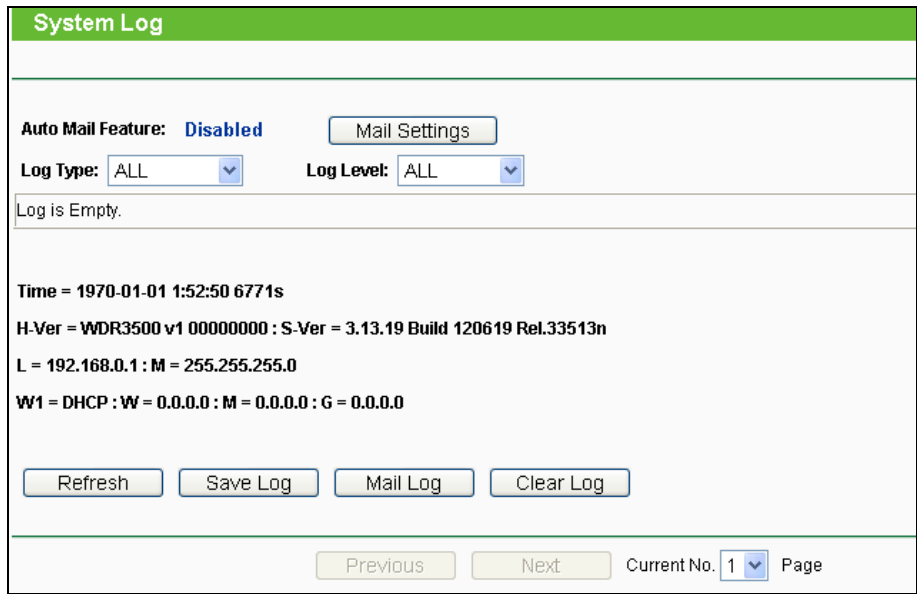 System Log
Auto Mail Feature: Disabled Mail Settings
Log Type: ALL Log Level: ALL
Log is Empty.
Time = 1970-01-01 1:52:50 6771s
H-Ver = WDR3500 v1 00000000 : S-Ver = 3.13.19 Build 120619 Rel.33513n
L = 192.168.0.1 : M = 255.255.255.0
W1 = DHCP : W = 0.0.0.0 : M = 0.0.0.0 : G = 0.0.0.0
Refresh Save Log Mail Log Clear Log
Previous Next Current No. 1 Page